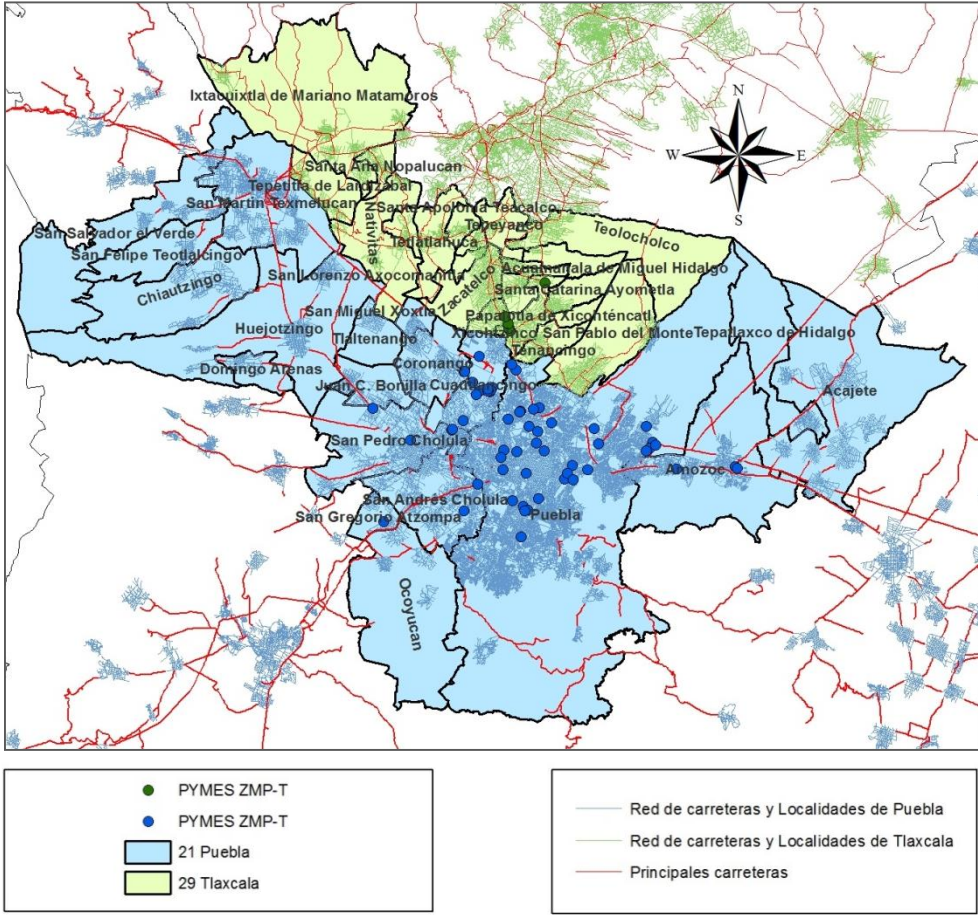 N
Ixtacuixtla de Mariano Matamoros
W
E
Santa Ana Nopalucan
Tepetitla de Lardizabal
S
San Martín Texmelucan
Santa Apolonia Teacalco
Nativitas
Tepeyanco
San Salvador el Verde
Teolocholco
Tetlatlahuca
San Felipe Teotlalcingo
Acuamanala de Miguel Hidalgo
San Lorenzo Axocomanitla
Chiautzingo
Zacatelco
Santa Catarina Ayometla
San Miguel Xoxtla
Papalotla de Xicohténcatl
Huejotzingo
Xicohtzinco
San Pablo del Monte
Tepatlaxco de Hidalgo
Tlaltenango
Tenancingo
Coronango
Domingo Arenas
Juan C. Bonilla
Cuautlancingo
Acajete
San Pedro Cholula
Amozoc
San Andrés Cholula
San Gregorio Atzompa
Puebla
Ocoyucan
PYMES ZMP-T
PYMES ZMP-T
21 Puebla
29 Tlaxcala
Red de carreteras y Localidades de Puebla
Red de carreteras y Localidades de Tlaxcala
Principales carreteras